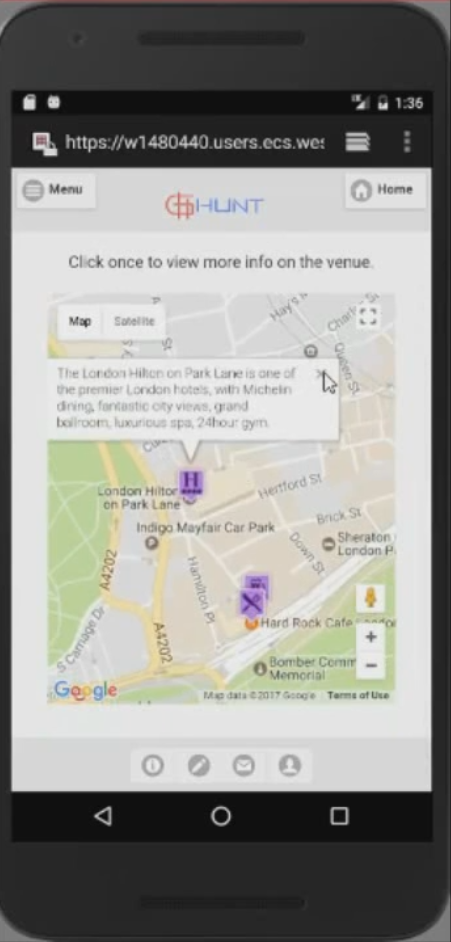 1:36
https://w1480440.users.ecs.wes
Menu
HUNT
Home
Click once to view more info on the venue.
Map
Satellite
Hay's
Charles St
Queen St
St
The London Hilton on Park Lane is one of
the premier London hotels, with Michelin
dining, fantastic city views, grand
ballroom, luxurious spa, 24hour gym.
H
London Hilton
on Park Lane
Hertford St
Indigo Mayfair Car Park
Brick St
Sheraton
London P
Down St
A4202
Hamilton Pl
Hard Rock Cafe London
S Carriage Dr
A4202
Bomber Comm
Memorial
+
−
Google
Map data ©2017 Google
Terms of Use